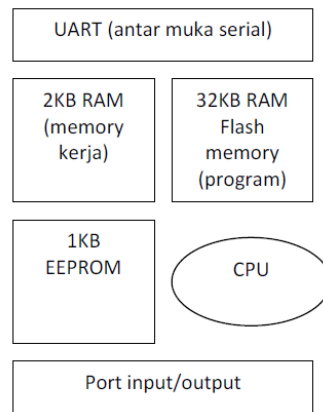 UART (antar muka serial)
2KB RAM
(memory
kerja)
32KB RAM
Flash
memory
(program)
1KB
EEPROM
CPU
Port input/output